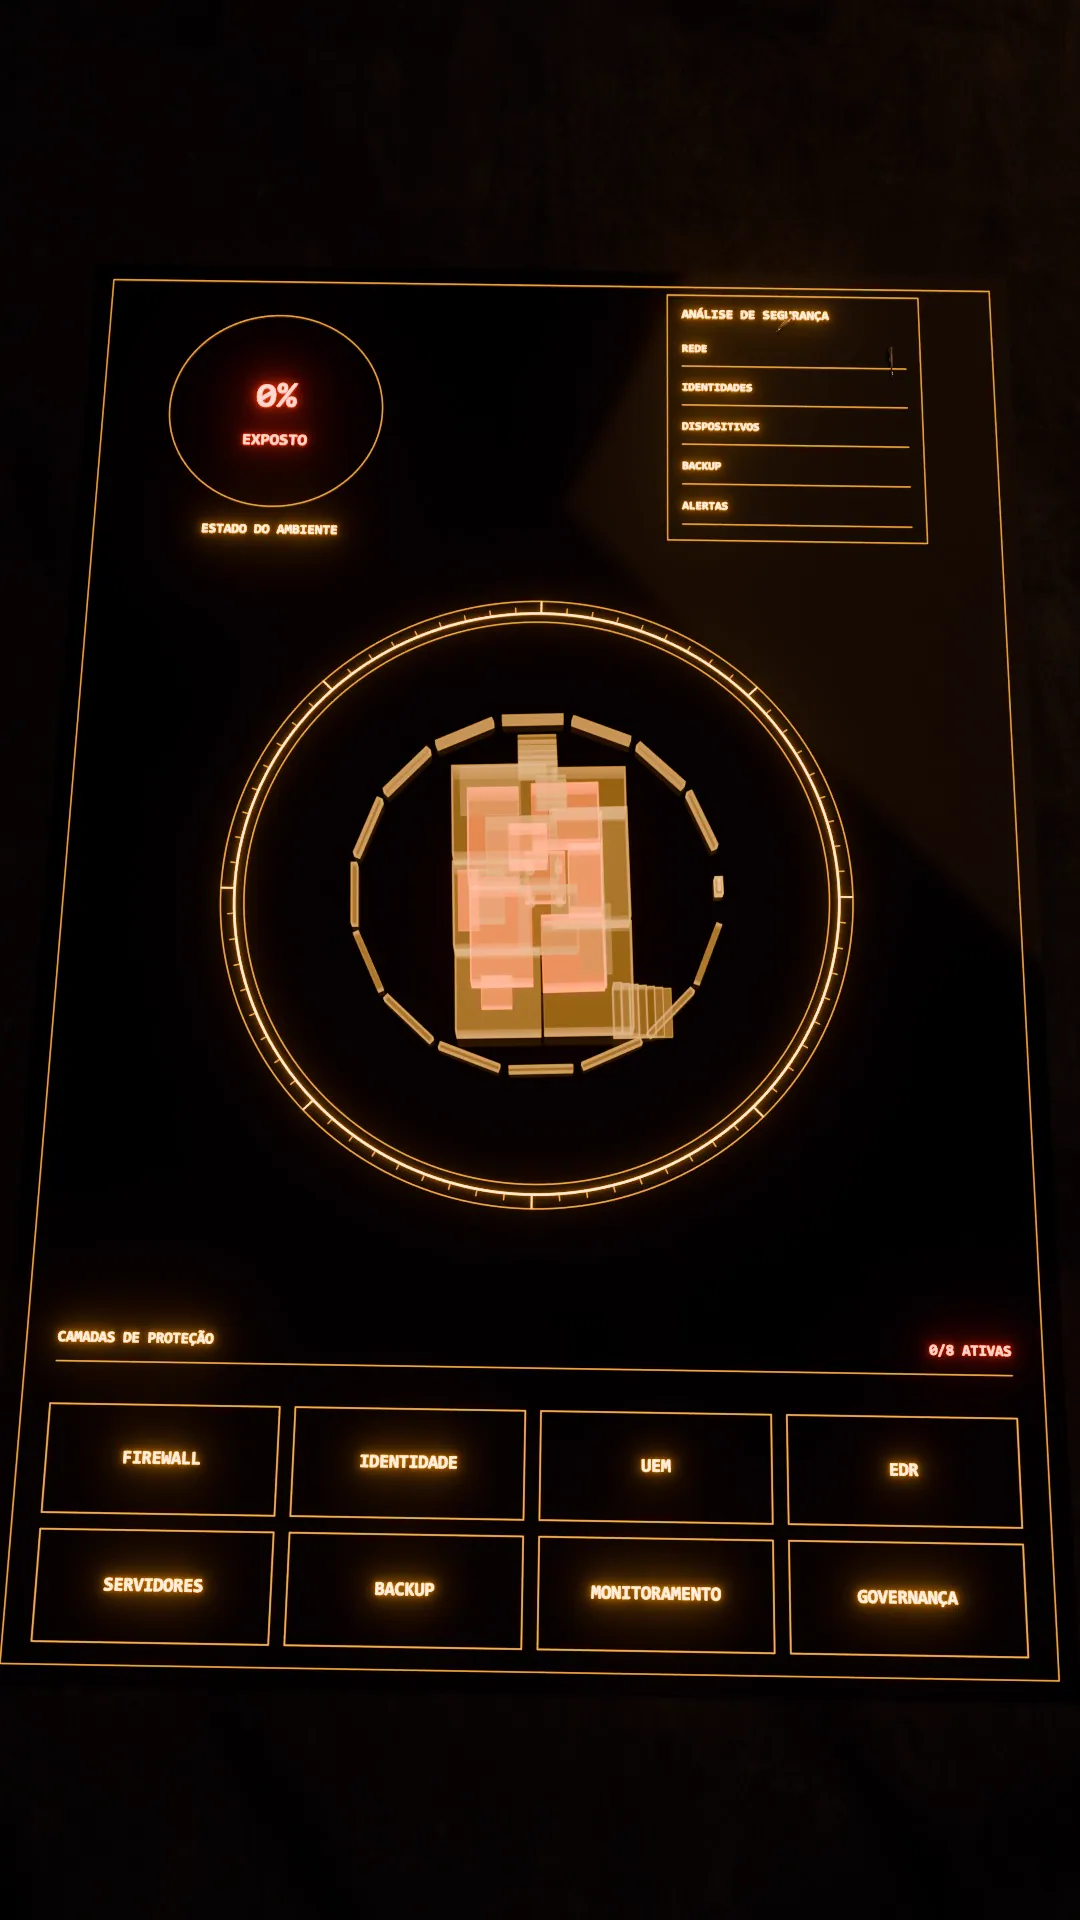 0%
EXPOSTO
ESTADO DO AMBIENTE
ANÁLISE DE SEGURANÇA
REDE
IDENTIDADES
DISPOSITIVOS
BACKUP
ALERTAS
CAMADAS DE PROTEÇÃO
0/8 ATIVAS
FIREWALL
IDENTIDADE
UEM
EDR
SERVIDORES
BACKUP
MONITORAMENTO
GOVERNANÇA